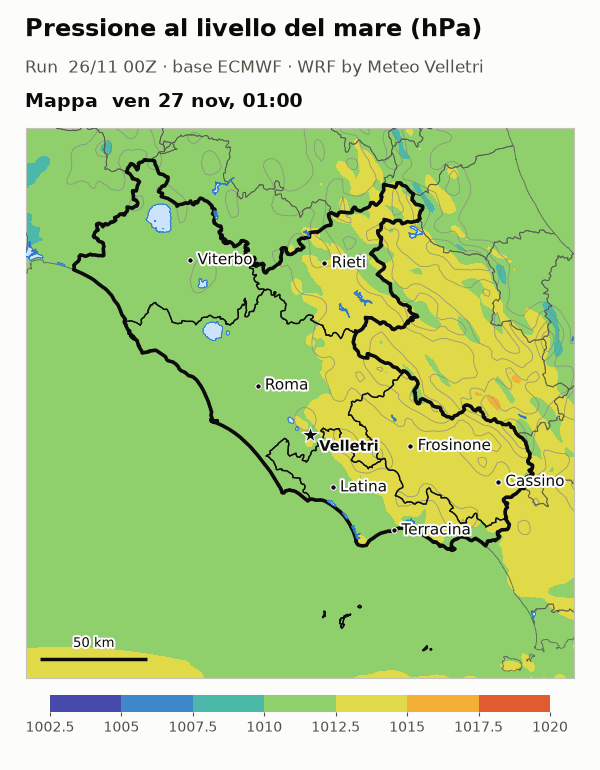 Pressione al livello del mare (hPa)
Run  26/11 00Z · base ECMWF · WRF by Meteo Velletri
Mappa  ven 27 nov, 01:00
Viterbo
Rieti
Roma
Velletri
Frosinone
Cassino
Latina
Terracina
50 km
1002.5 1005 1007.5 1010 1012.5 1015 1017.5 1020